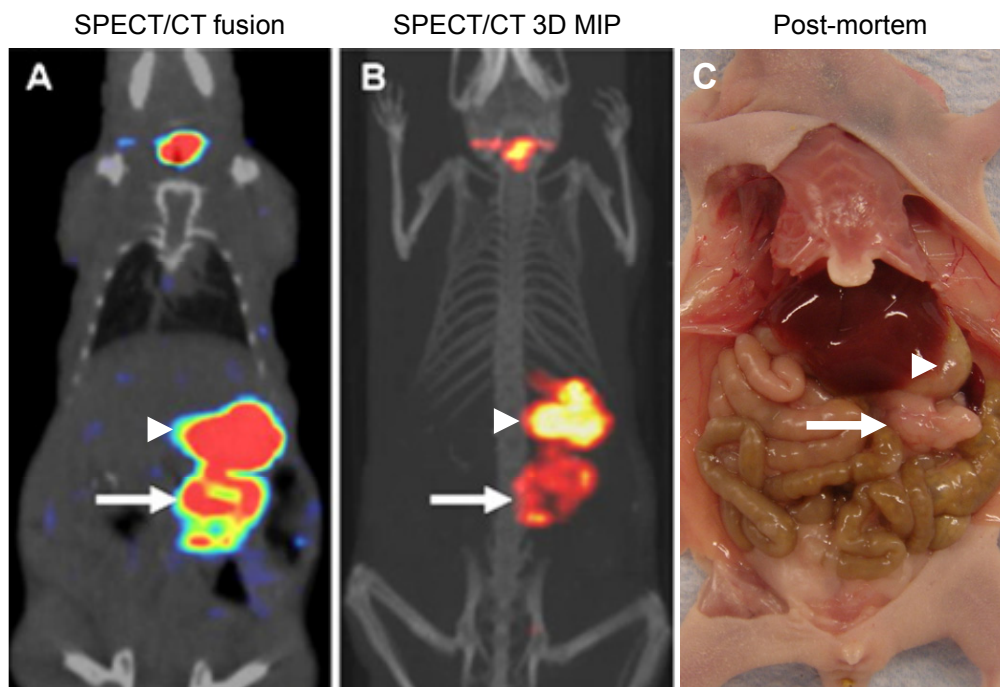 SPECT/CT fusion
SPECT/CT 3D MIP
Post-mortem
A
B
C